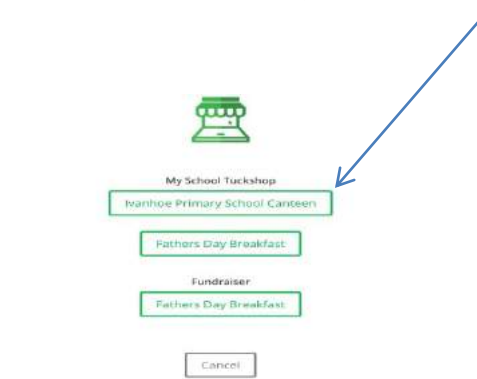 My School Tuckshop
Ivanhoe Primary School Canteen
Fathers Day Breakfast
Fundraiser
Fathers Day Breakfast
Cancel